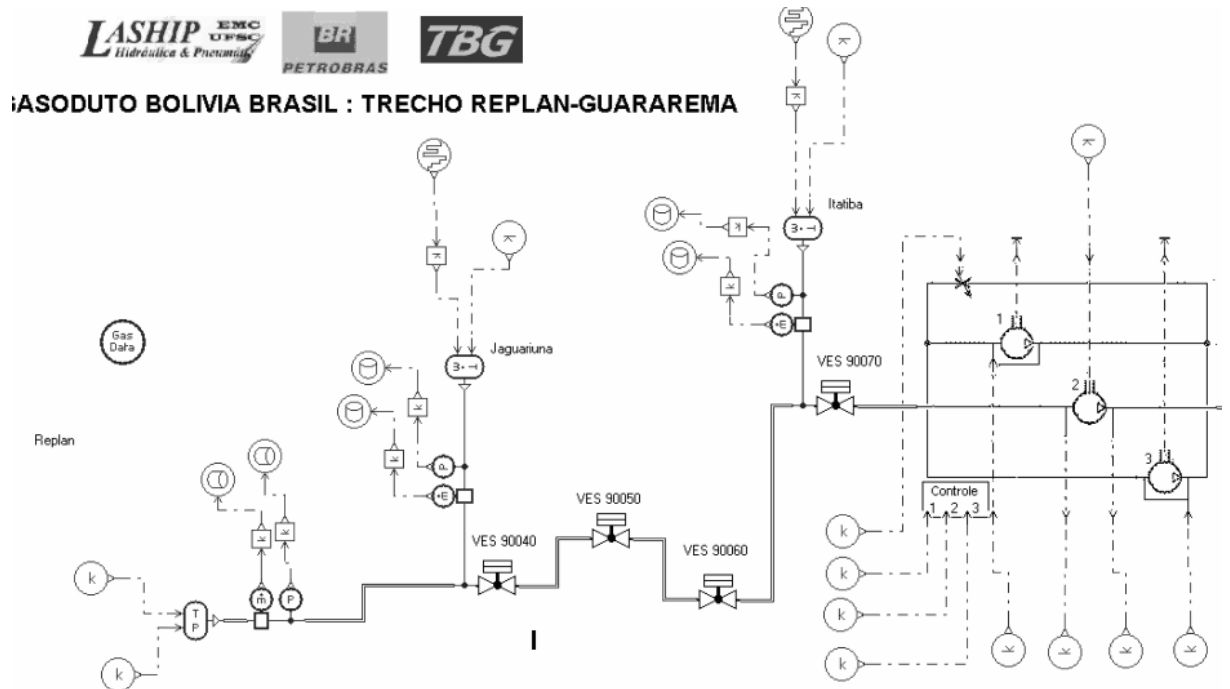 LASHIP EMC
UFSC
Hidráulica & Pneumática
BR
PETROBRAS
TBG
GASODUTO BOLIVIA BRASIL : TRECHO REPLAN-GUARAREMA
k
k
k
Itatiba
k
k
m T
k
k
P
m
1
Gas
Data
Jaguariuna
k
k
m T
P
m
VES 90070
2
Replan
k
k
3
VES 90050
Controle
1 2 3
VES 90040
VES 90060
k
k
k
m
P
T
P
k
k
k
k
k
k
k
k
k
k